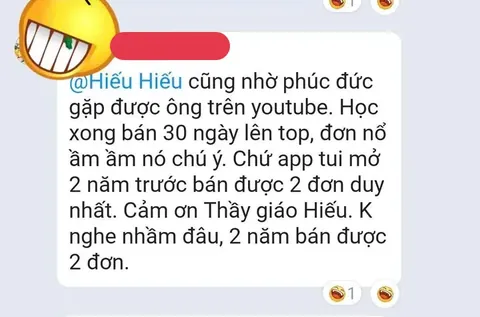 1
@Hiếu Hiếu cũng nhờ phúc đức
gặp được ông trên youtube. Học
xong bán 30 ngày lên top, đơn nổ
ầm ầm nó chú ý. Chứ app tui mở
2 năm trước bán được 2 đơn duy
nhất. Cảm ơn Thầy giáo Hiếu. K
nghe nhầm đâu, 2 năm bán được
2 đơn.
1